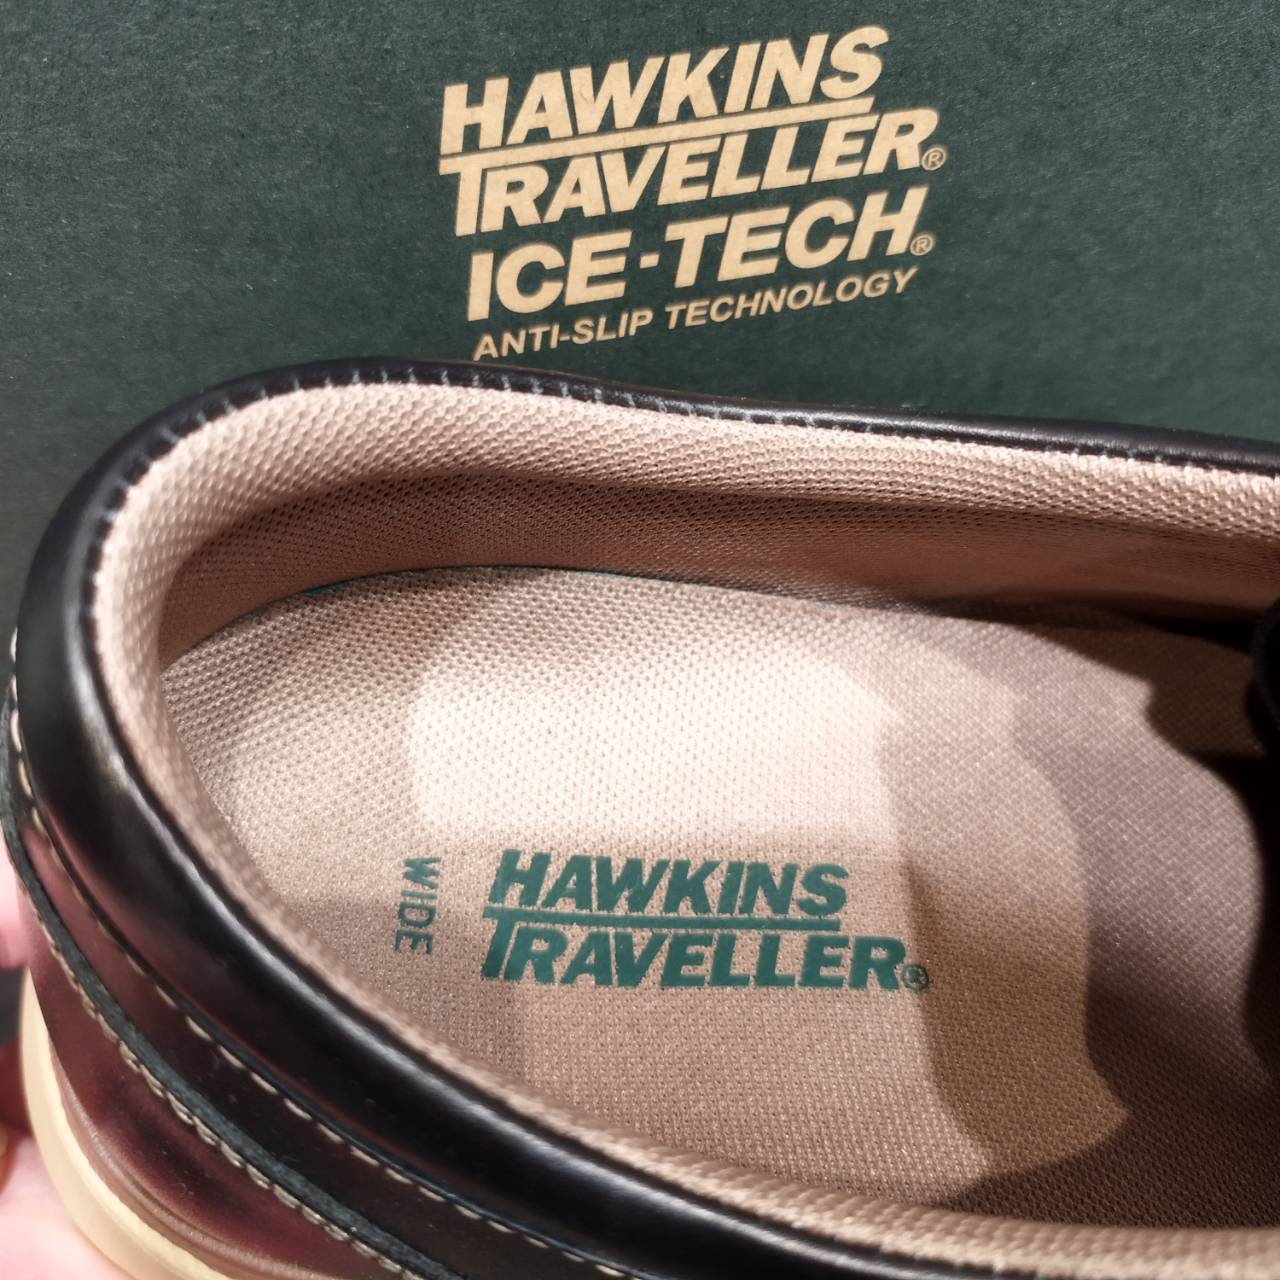 HAWKINS
TRAVELLER®
ICE-TECH®
ANTI-SLIP TECHNOLOGY
WIDE
HAWKINS
TRAVELLER®